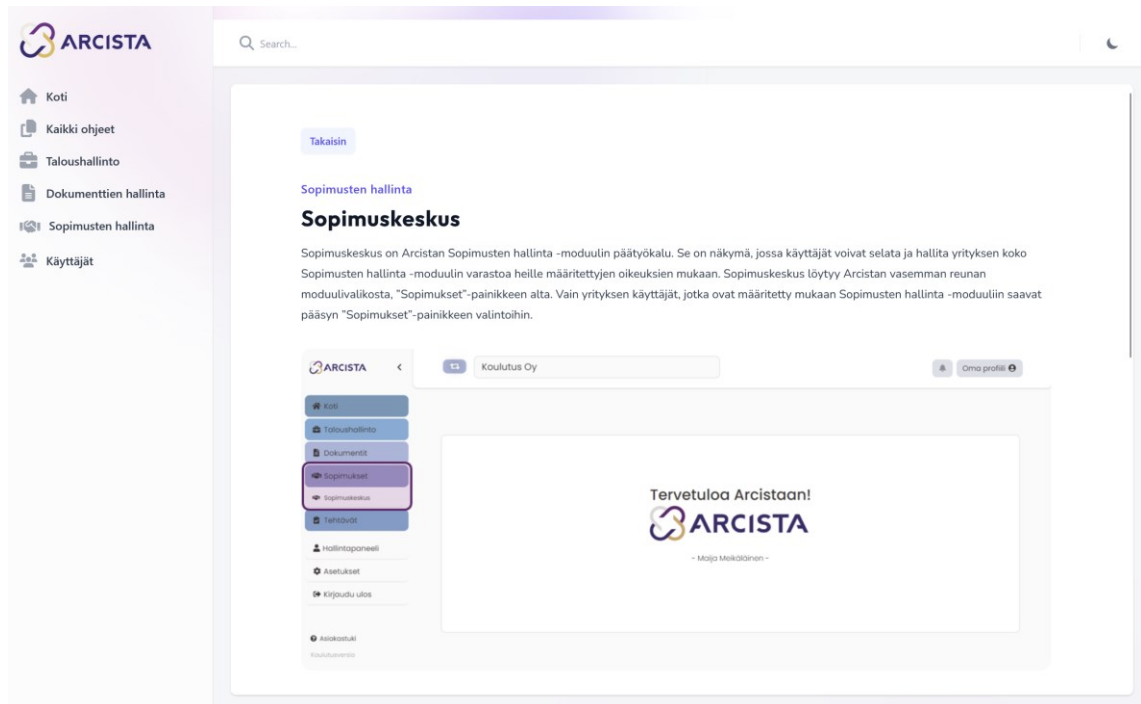 ARCISTA
Search...
Koti
Kaikki ohjeet
Taloushallinto
Dokumenttien hallinta
Sopimusten hallinta
Käyttäjät
Takaisin
Sopimusten hallinta
Sopimuskeskus
Sopimuskeskus on Arcistan Sopimusten hallinta -moduulin päätyökalu. Se on näkymä, jossa käyttäjät voivat selata ja hallita yrityksen koko
Sopimusten hallinta -moduulin varastoa heille määritettyjen oikeuksien mukaan. Sopimuskeskus löytyy Arcistan vasemman reunan
moduulivalikosta, ”Sopimukset”-painikkeen alta. Vain yrityksen käyttäjät, jotka ovat määritetty mukaan Sopimusten hallinta -moduuliin saavat
pääsyn ”Sopimukset”-painikkeen valintoihin.
ARCISTA
Koulutus Oy
Oma profiili
Koti
Taloushallinto
Dokumentit
Sopimukset
Sopimuskeskus
Tehtävät
Hallintapaneeli
Asetukset
Kirjaudu ulos
Asiakastuki
Koulutusversio
Tervetuloa Arcistaan!
ARCISTA
- Maija Meikäläinen -